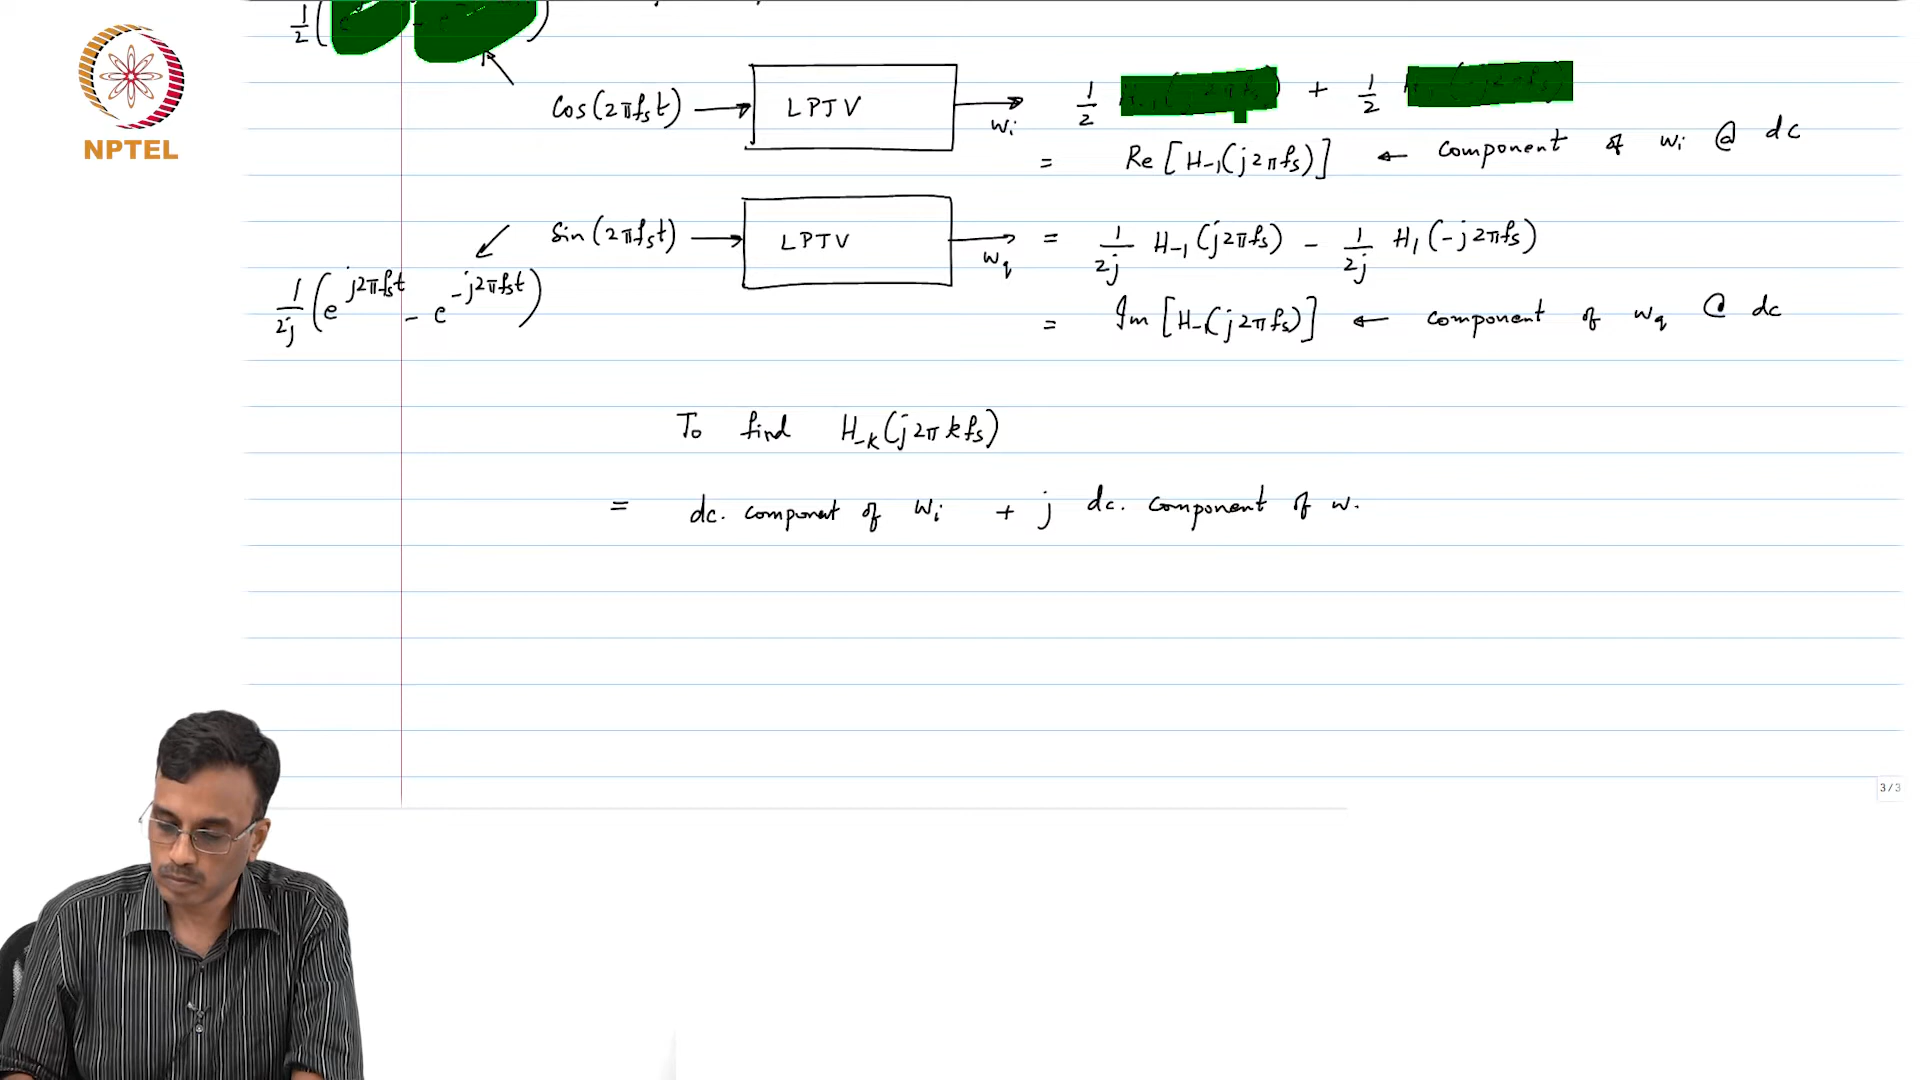 1/2 (
NPTEL
Cos(2πfst) → LPTV → wi 1/2 + 1/2
= Re[H-1(j2πfs)] ← component of wi @ dc
Sin(2πfst) → LPTV → wq = 1/2j H-1(j2πfs) - 1/2j H1(-j2πfs)
1/2j (e^j2πfst - e^-j2πfst)
= Im[H-1(j2πfs)] ← component of wq @ dc
To find H-k(j2πkfs)
= dc. component of wi + j dc. component of w.
3/3